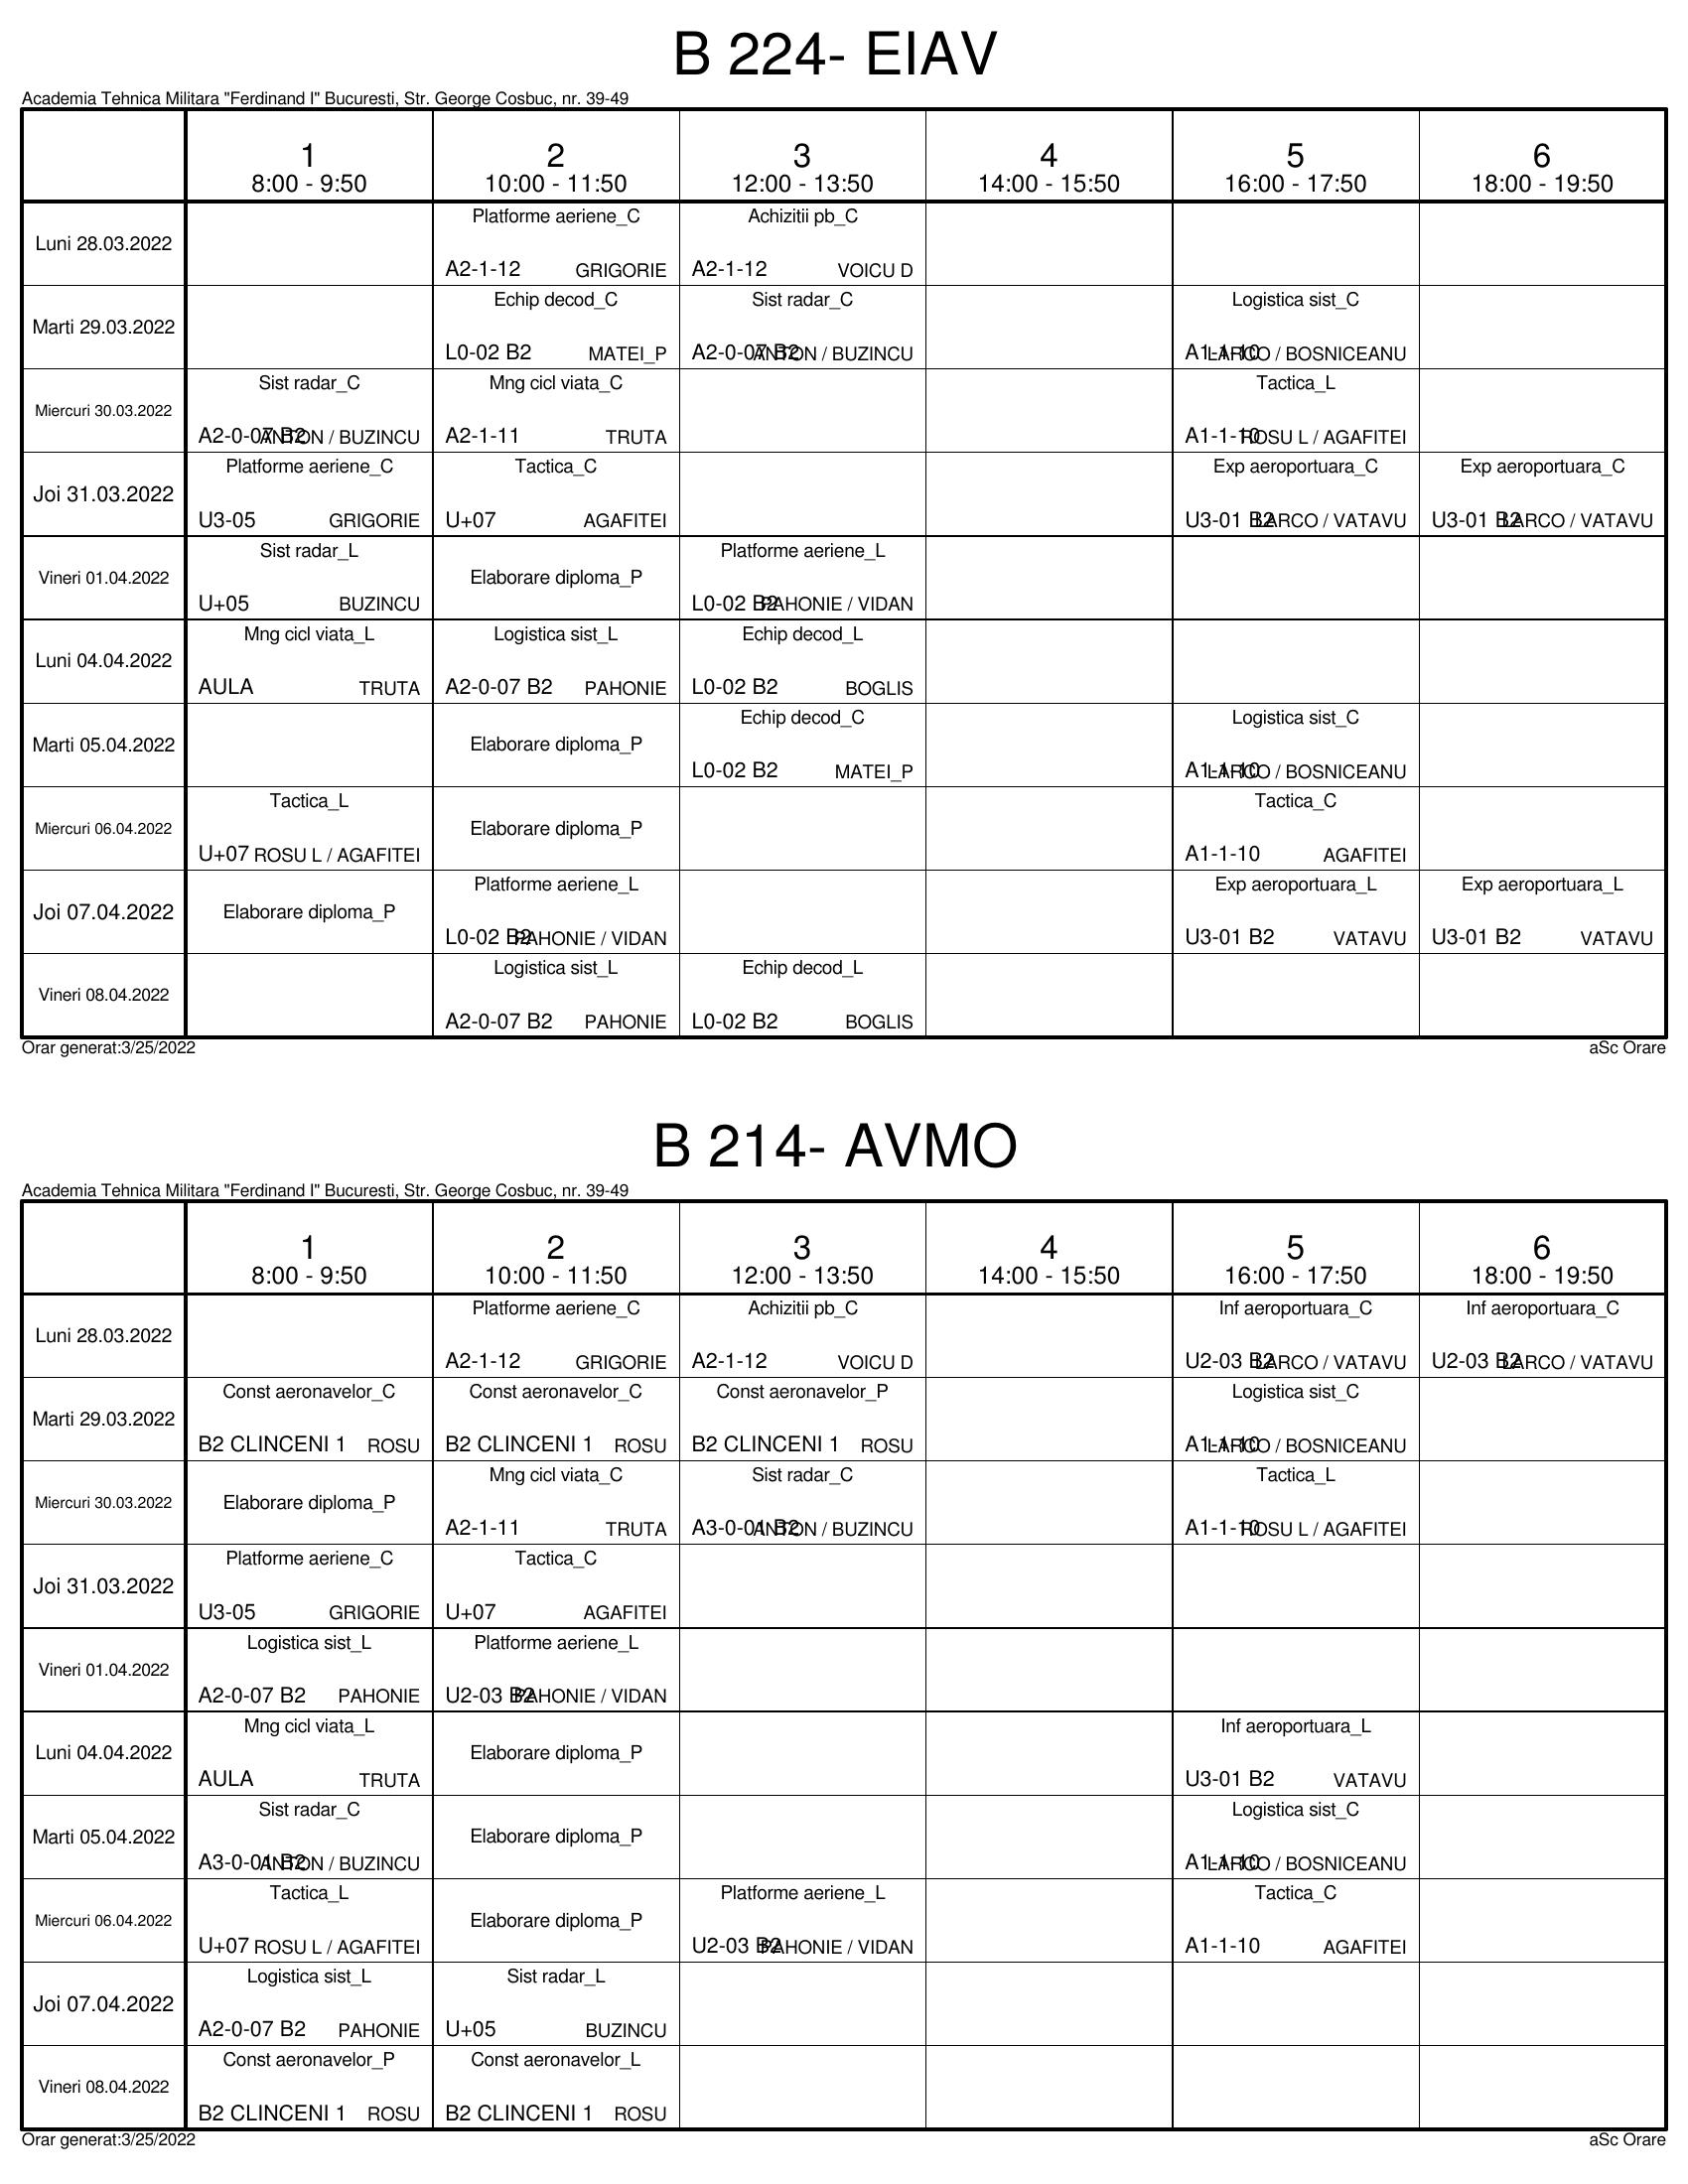 B 224- EIAV
Academia Tehnica Militara "Ferdinand I" Bucuresti, Str. George Cosbuc, nr. 39-49
1 2 3 4 5 6
8:00 - 9:50 10:00 - 11:50 12:00 - 13:50 14:00 - 15:50 16:00 - 17:50 18:00 - 19:50
Platforme aeriene_C Achizitii pb_C
Luni 28.03.2022
A2-1-12 GRIGORIE A2-1-12 VOICU D
Echip decod_C Sist radar_C Logistica sist_C
Marti 29.03.2022
L0-02 B2 MATEI_P A2-0-07 B2 ANTON / BUZINCU A1-1-10 LARCO / BOSNICEANU
Sist radar_C Mng cicl viata_C Tactica_L
Miercuri 30.03.2022
A2-0-07 B2 ANTON / BUZINCU A2-1-11 TRUTA A1-1-10 ROSU L / AGAFITEI
Platforme aeriene_C Tactica_C Exp aeroportuara_C Exp aeroportuara_C
Joi 31.03.2022
U3-05 GRIGORIE U+07 AGAFITEI U3-01 B2 LARCO / VATAVU U3-01 B2 LARCO / VATAVU
Sist radar_L Platforme aeriene_L
Vineri 01.04.2022 Elaborare diploma_P
U+05 BUZINCU L0-02 B2 PAHONIE / VIDAN
Mng cicl viata_L Logistica sist_L Echip decod_L
Luni 04.04.2022
AULA TRUTA A2-0-07 B2 PAHONIE L0-02 B2 BOGLIS
Echip decod_C Logistica sist_C
Marti 05.04.2022 Elaborare diploma_P
L0-02 B2 MATEI_P A1-1-10 LARCO / BOSNICEANU
Tactica_L Tactica_C
Miercuri 06.04.2022 Elaborare diploma_P
U+07 ROSU L / AGAFITEI A1-1-10 AGAFITEI
Platforme aeriene_L Exp aeroportuara_L Exp aeroportuara_L
Joi 07.04.2022 Elaborare diploma_P
L0-02 B2 PAHONIE / VIDAN U3-01 B2 VATAVU U3-01 B2 VATAVU
Logistica sist_L Echip decod_L
Vineri 08.04.2022
A2-0-07 B2 PAHONIE L0-02 B2 BOGLIS
Orar generat:3/25/2022 aSc Orare
B 214- AVMO
Academia Tehnica Militara "Ferdinand I" Bucuresti, Str. George Cosbuc, nr. 39-49
1 2 3 4 5 6
8:00 - 9:50 10:00 - 11:50 12:00 - 13:50 14:00 - 15:50 16:00 - 17:50 18:00 - 19:50
Platforme aeriene_C Achizitii pb_C Inf aeroportuara_C Inf aeroportuara_C
Luni 28.03.2022
A2-1-12 GRIGORIE A2-1-12 VOICU D U2-03 B2 LARCO / VATAVU U2-03 B2 LARCO / VATAVU
Const aeronavelor_C Const aeronavelor_C Const aeronavelor_P Logistica sist_C
Marti 29.03.2022
B2 CLINCENI 1 ROSU B2 CLINCENI 1 ROSU B2 CLINCENI 1 ROSU A1-1-10 LARCO / BOSNICEANU
Mng cicl viata_C Sist radar_C Tactica_L
Miercuri 30.03.2022 Elaborare diploma_P
A2-1-11 TRUTA A3-0-01 B2 ANTON / BUZINCU A1-1-10 ROSU L / AGAFITEI
Platforme aeriene_C Tactica_C
Joi 31.03.2022
U3-05 GRIGORIE U+07 AGAFITEI
Logistica sist_L Platforme aeriene_L
Vineri 01.04.2022
A2-0-07 B2 PAHONIE U2-03 B2 PAHONIE / VIDAN
Mng cicl viata_L Inf aeroportuara_L
Luni 04.04.2022 Elaborare diploma_P
AULA TRUTA U3-01 B2 VATAVU
Sist radar_C Logistica sist_C
Marti 05.04.2022 Elaborare diploma_P
A3-0-01 B2 ANTON / BUZINCU A1-1-10 LARCO / BOSNICEANU
Tactica_L Platforme aeriene_L Tactica_C
Miercuri 06.04.2022 Elaborare diploma_P
U+07 ROSU L / AGAFITEI U2-03 B2 PAHONIE / VIDAN A1-1-10 AGAFITEI
Logistica sist_L Sist radar_L
Joi 07.04.2022
A2-0-07 B2 PAHONIE U+05 BUZINCU
Const aeronavelor_P Const aeronavelor_L
Vineri 08.04.2022
B2 CLINCENI 1 ROSU B2 CLINCENI 1 ROSU
Orar generat:3/25/2022 aSc Orare